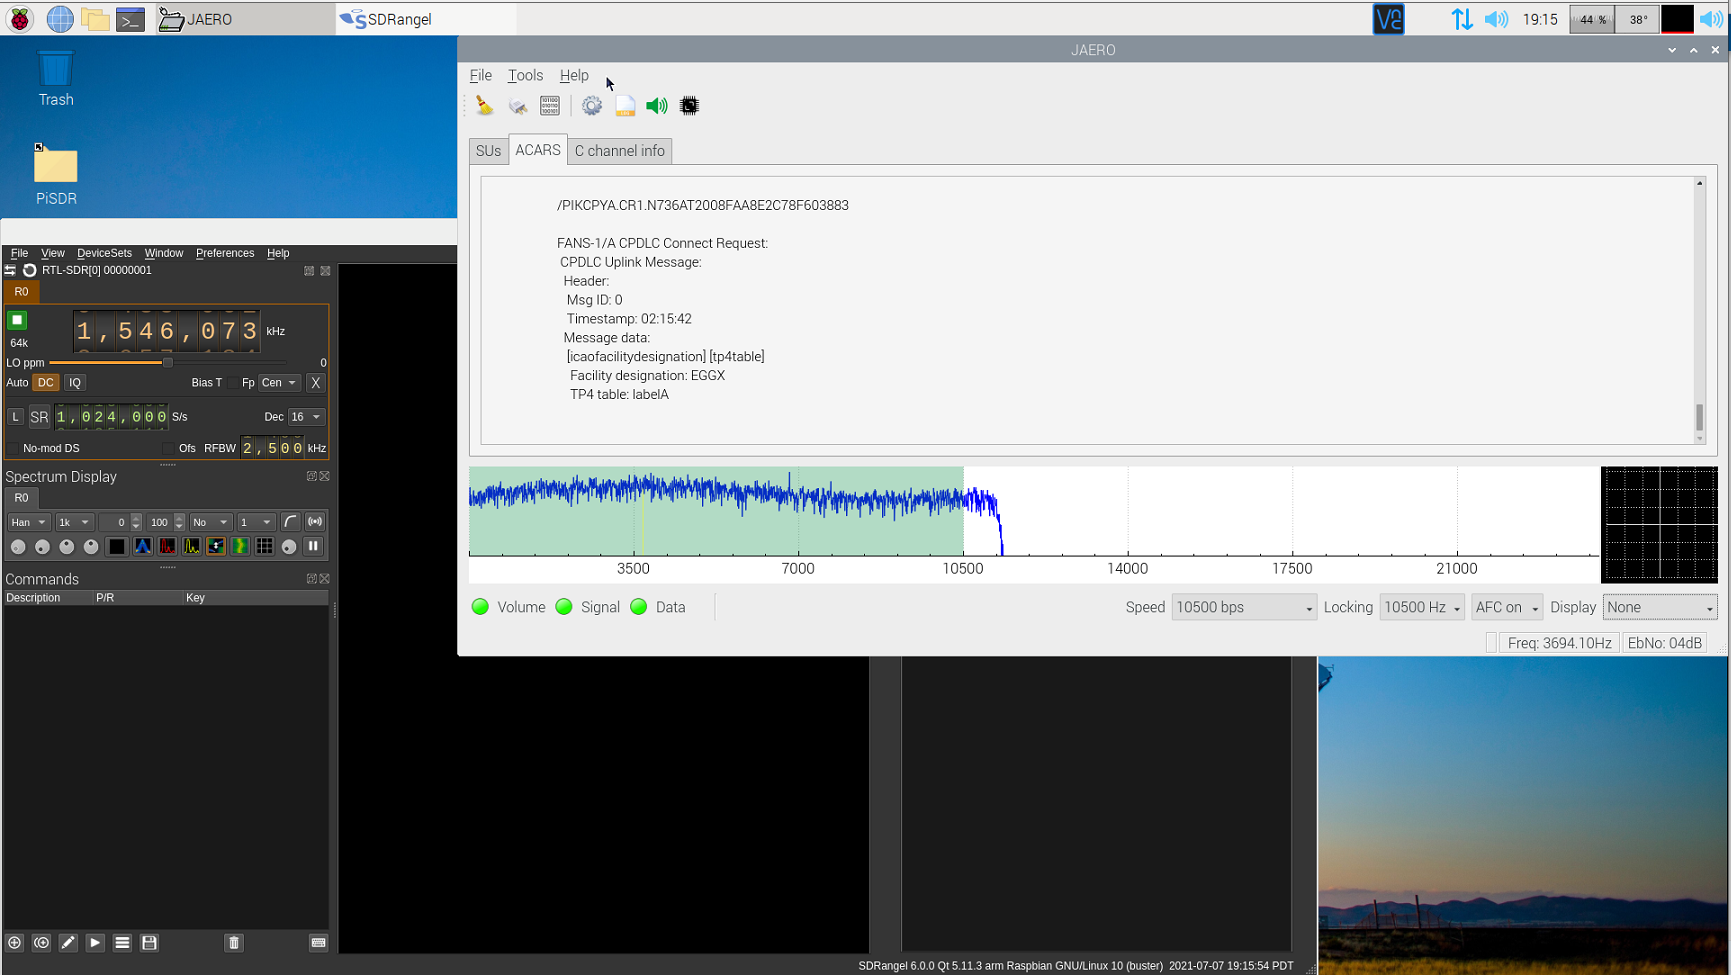 JAERO
SDRangel
19:15
44 %
38°
Trash
PiSDR
JAERO
File Tools Help
SUs ACARS C channel info
/PIKCPYA.CR1.N736AT2008FAA8E2C78F603883
FANS-1/A CPDLC Connect Request:
CPDLC Uplink Message:
Header:
Msg ID: 0
Timestamp: 02:15:42
Message data:
[icaofacilitydesignation] [tp4table]
Facility designation: EGGX
TP4 table: labelA
3500 7000 10500 14000 17500 21000
Volume Signal Data
Speed 10500 bps Locking 10500 Hz AFC on Display None
Freq: 3694.10Hz EbNo: 04dB
File View DeviceSets Window Preferences Help
RTL-SDR[0] 00000001
R0
1,546,073 kHz
64k
LO ppm 0
Auto DC IQ Bias T Fp Cen X
L SR 1,024,000 S/s Dec 16
No-mod DS Ofs RFBW 2,500 kHz
Spectrum Display
R0
Han 1k 0 100 No 1
Commands
Description P/R Key
SDRangel 6.0.0 Qt 5.11.3 arm Raspbian GNU/Linux 10 (buster) 2021-07-07 19:15:54 PDT